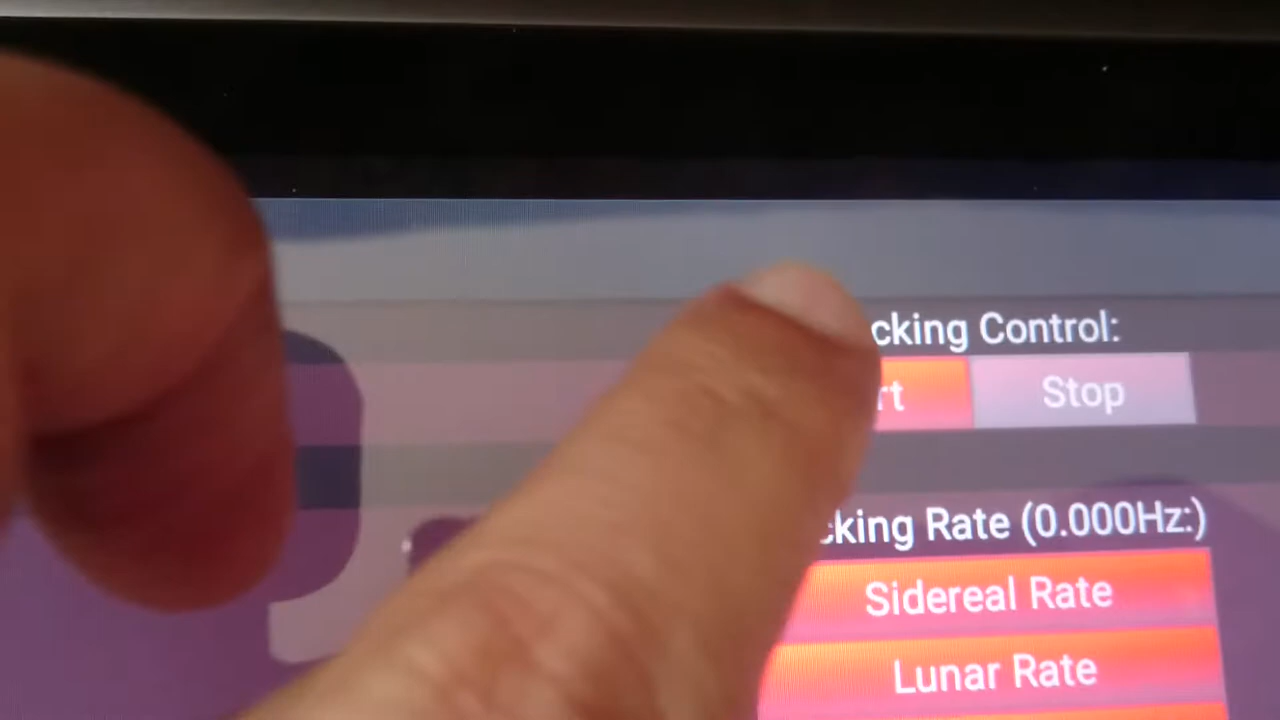 cking Control:
rt Stop
cking Rate (0.000Hz:)
Sidereal Rate
Lunar Rate